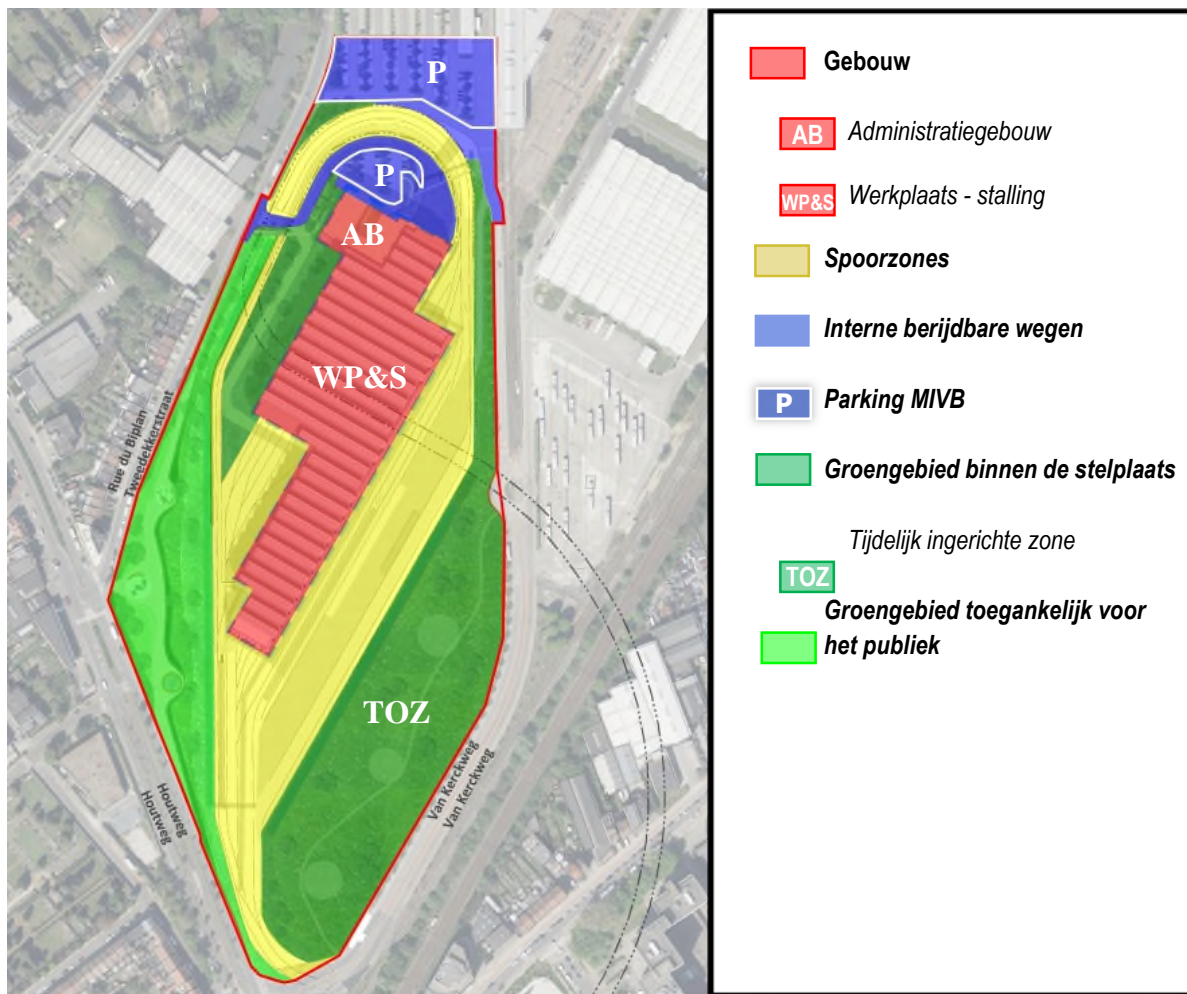 P
P
AB
WP&S
TOZ
Rue du Biplan
Tweedekkerstraat
Houtweg
Houtweg
Van Kerckweg
Van Kerckweg
Gebouw
AB Administratiegebouw
WP&S Werkplaats - stalling
Spoorzones
Interne berijdbare wegen
P Parking MIVB
Groengebied binnen de stelplaats
Tijdelijk ingerichte zone
TOZ
Groengebied toegankelijk voor
het publiek